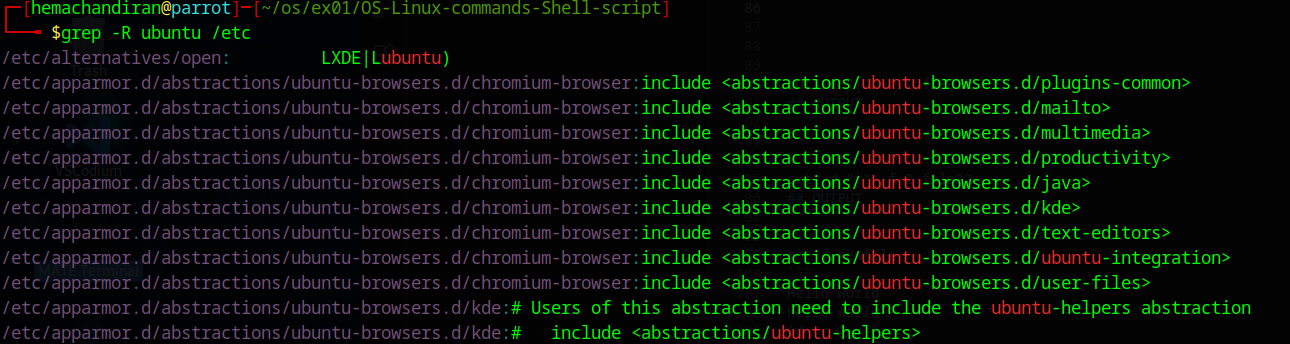 ┌─[hemachandiran@parrot]─[~/os/ex01/OS-Linux-commands-Shell-script]
└──╼ $grep -R ubuntu /etc
/etc/alternatives/open:            LXDE|Lubuntu)
/etc/apparmor.d/abstractions/ubuntu-browsers.d/chromium-browser:include <abstractions/ubuntu-browsers.d/plugins-common>
/etc/apparmor.d/abstractions/ubuntu-browsers.d/chromium-browser:include <abstractions/ubuntu-browsers.d/mailto>
/etc/apparmor.d/abstractions/ubuntu-browsers.d/chromium-browser:include <abstractions/ubuntu-browsers.d/multimedia>
/etc/apparmor.d/abstractions/ubuntu-browsers.d/chromium-browser:include <abstractions/ubuntu-browsers.d/productivity>
/etc/apparmor.d/abstractions/ubuntu-browsers.d/chromium-browser:include <abstractions/ubuntu-browsers.d/java>
/etc/apparmor.d/abstractions/ubuntu-browsers.d/chromium-browser:include <abstractions/ubuntu-browsers.d/kde>
/etc/apparmor.d/abstractions/ubuntu-browsers.d/chromium-browser:include <abstractions/ubuntu-browsers.d/text-editors>
/etc/apparmor.d/abstractions/ubuntu-browsers.d/chromium-browser:include <abstractions/ubuntu-browsers.d/ubuntu-integration>
/etc/apparmor.d/abstractions/ubuntu-browsers.d/chromium-browser:include <abstractions/ubuntu-browsers.d/user-files>
/etc/apparmor.d/abstractions/ubuntu-browsers.d/kde:# Users of this abstraction need to include the ubuntu-helpers abstraction
/etc/apparmor.d/abstractions/ubuntu-browsers.d/kde:#   include <abstractions/ubuntu-helpers>
Trash
VSCodium
Terminal
86